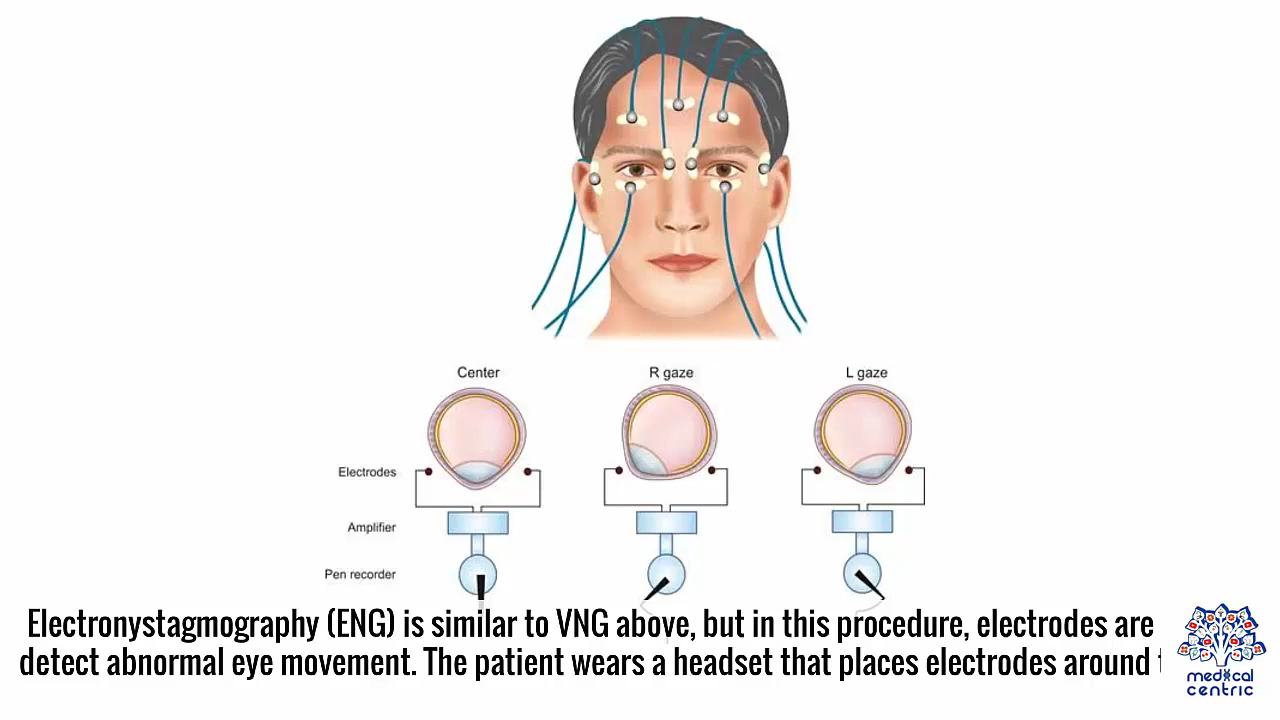 Center
R gaze
L gaze
Electrodes
Amplifier
Pen recorder
Electronystagmography (ENG) is similar to VNG above, but in this procedure, electrodes are
detect abnormal eye movement. The patient wears a headset that places electrodes around
medical
centric